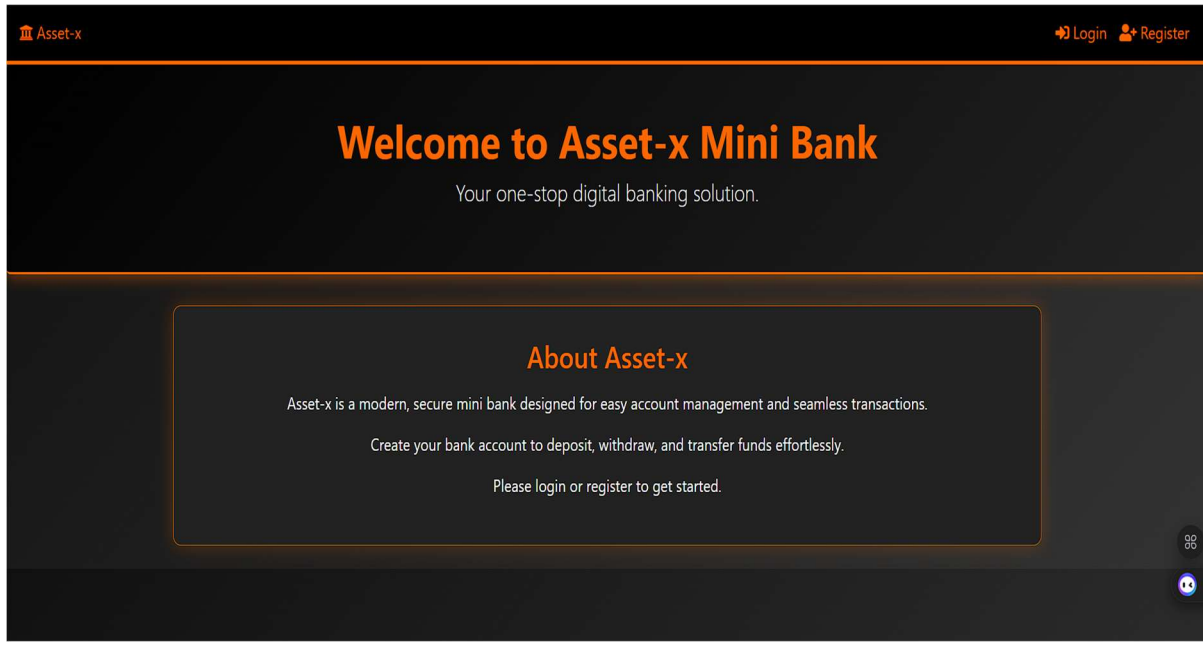 Asset-x
Login Register
Welcome to Asset-x Mini Bank
Your one-stop digital banking solution.
About Asset-x
Asset-x is a modern, secure mini bank designed for easy account management and seamless transactions.
Create your bank account to deposit, withdraw, and transfer funds effortlessly.
Please login or register to get started.